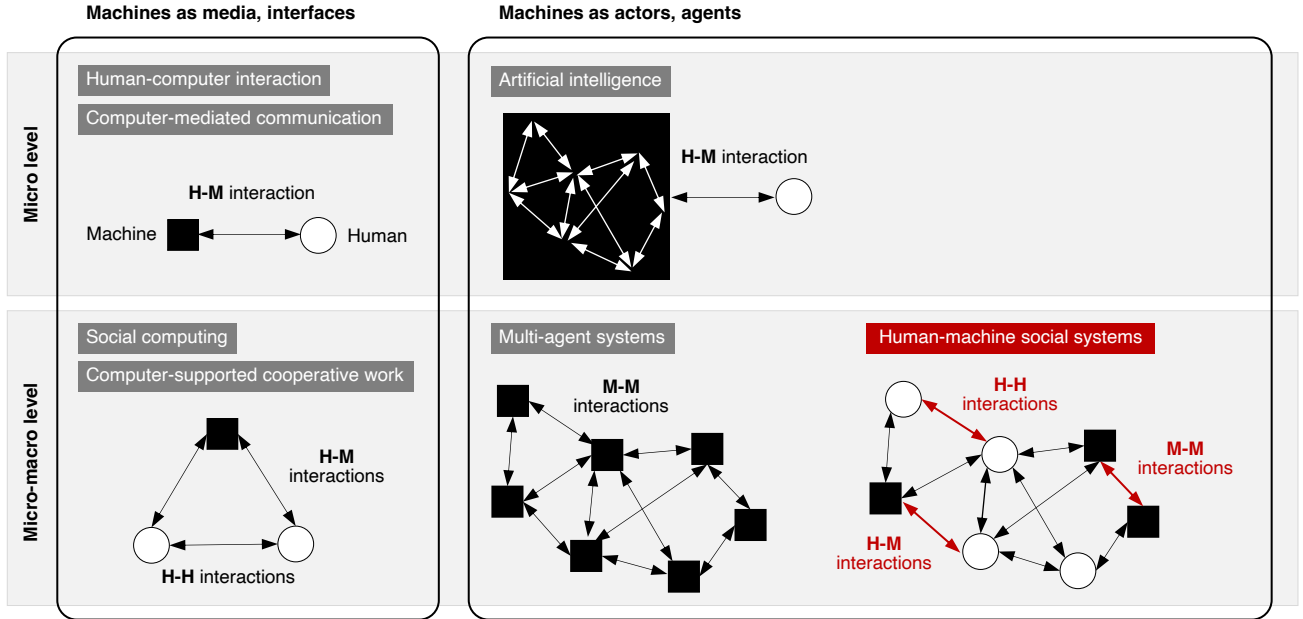 Machines as media, interfaces
Machines as actors, agents
Micro level
Human-computer interaction
Computer-mediated communication
H-M interaction
Machine
Human
Artificial intelligence
H-M interaction
Micro-macro level
Social computing
Computer-supported cooperative work
H-M
interactions
H-H interactions
Multi-agent systems
M-M
interactions
Human-machine social systems
H-H
interactions
M-M
interactions
H-M
interactions